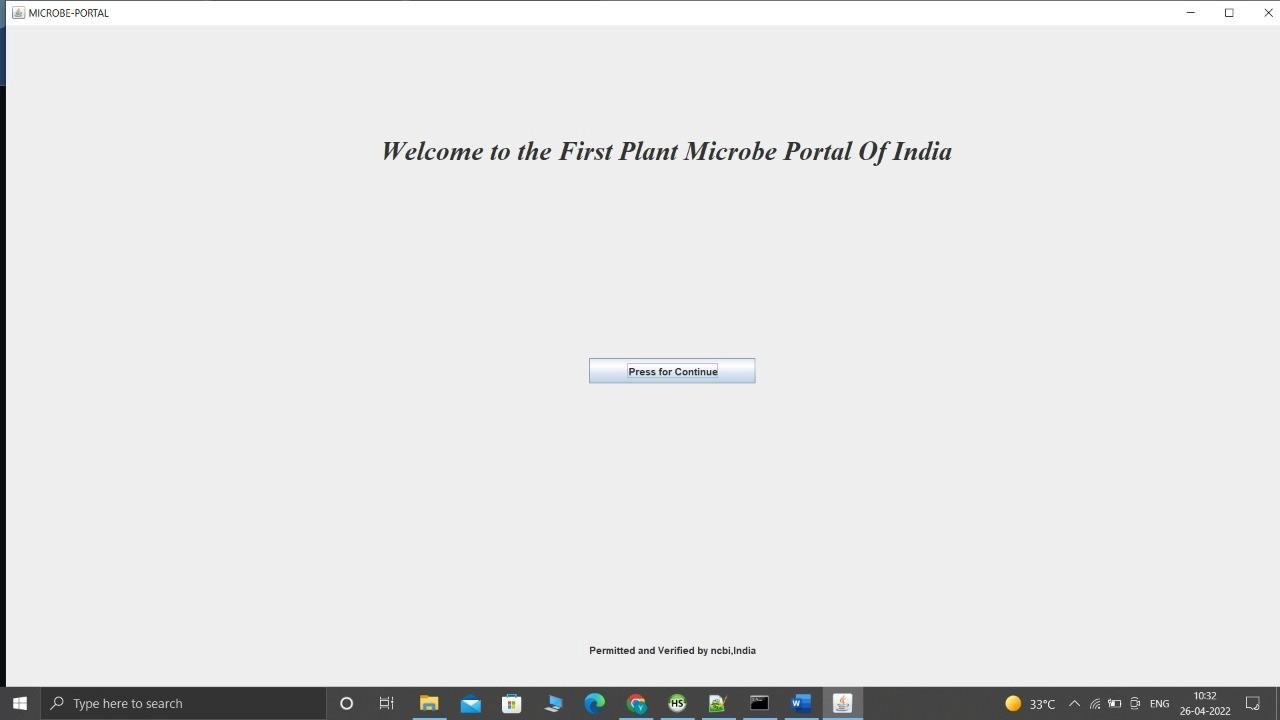 MICROBE-PORTAL
Welcome to the First Plant Microbe Portal Of India
Press for Continue
Permitted and Verified by ncbi,India
Type here to search
HS
33°C
ENG
10:32
26-04-2022